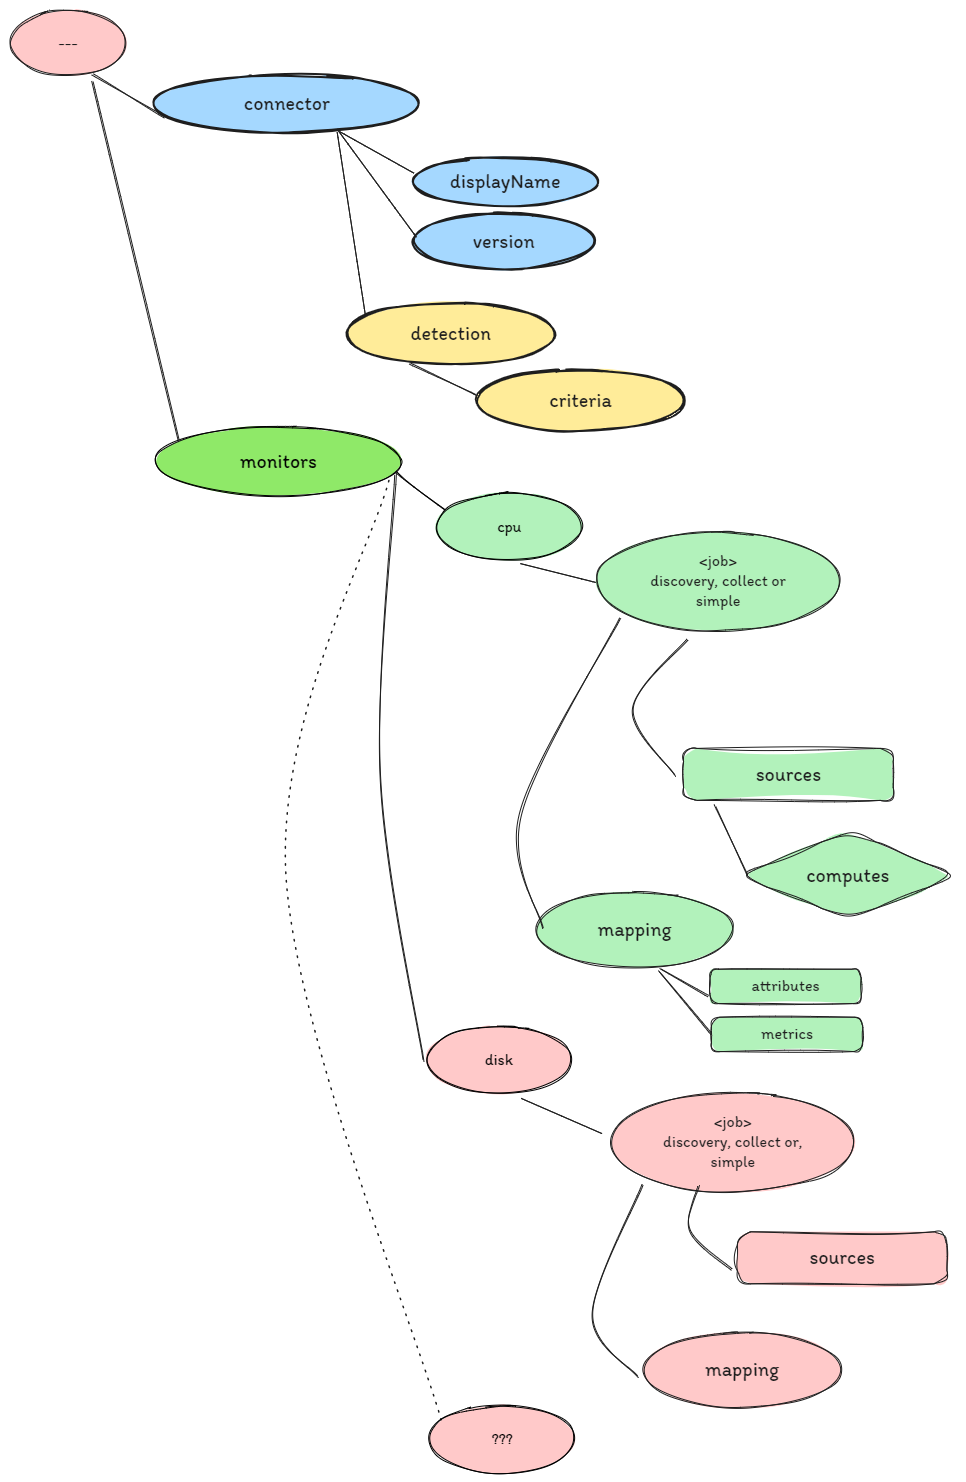 ---
connector
displayName
version
detection
criteria
monitors
cpu
<job>
discovery, collect or
simple
sources
computes
mapping
attributes
metrics
disk
<job>
discovery, collect or,
simple
sources
mapping
???